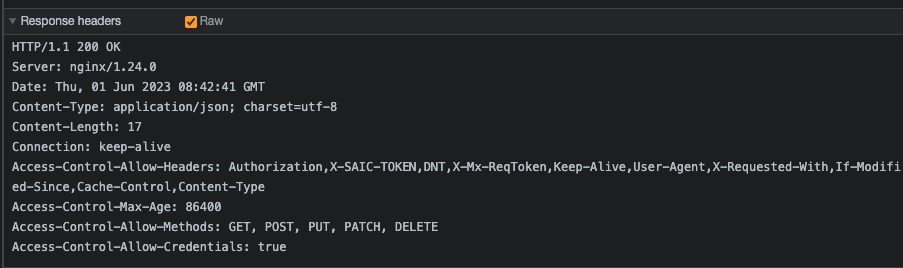 Response headers
Raw
HTTP/1.1 200 OK
Server: nginx/1.24.0
Date: Thu, 01 Jun 2023 08:42:41 GMT
Content-Type: application/json; charset=utf-8
Content-Length: 17
Connection: keep-alive
Access-Control-Allow-Headers: Authorization,X-SAIC-TOKEN,DNT,X-Mx-ReqToken,Keep-Alive,User-Agent,X-Requested-With,If-Modifi
ed-Since,Cache-Control,Content-Type
Access-Control-Max-Age: 86400
Access-Control-Allow-Methods: GET, POST, PUT, PATCH, DELETE
Access-Control-Allow-Credentials: true